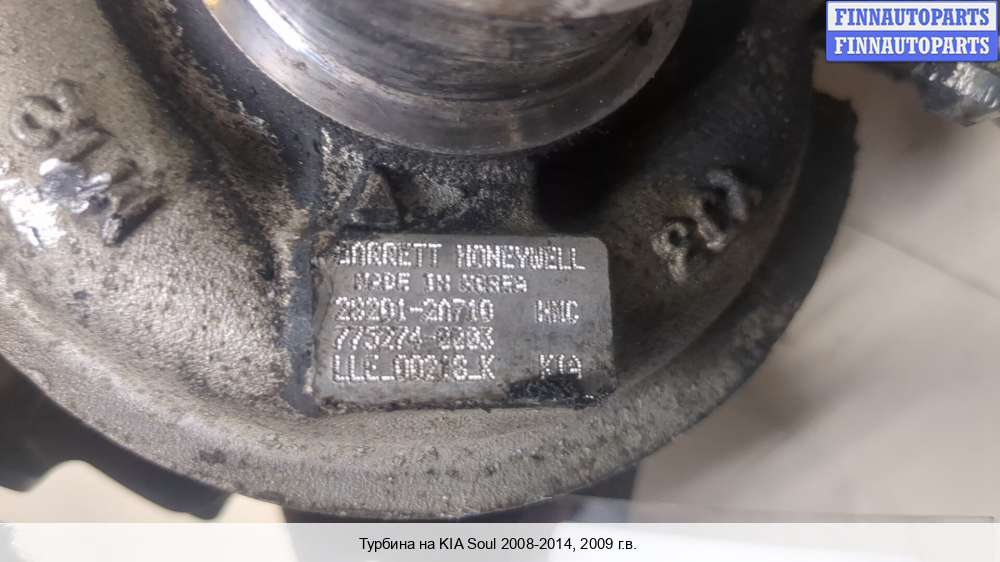 FINNAUTOPARTS
FINNAUTOPARTS
GARRETT HONEYWELL
MADE IN KOREA
28201-2A710 HMC
775274-0003
LLE_00218_K KIA
Турбина на KIA Soul 2008-2014, 2009 г.в.